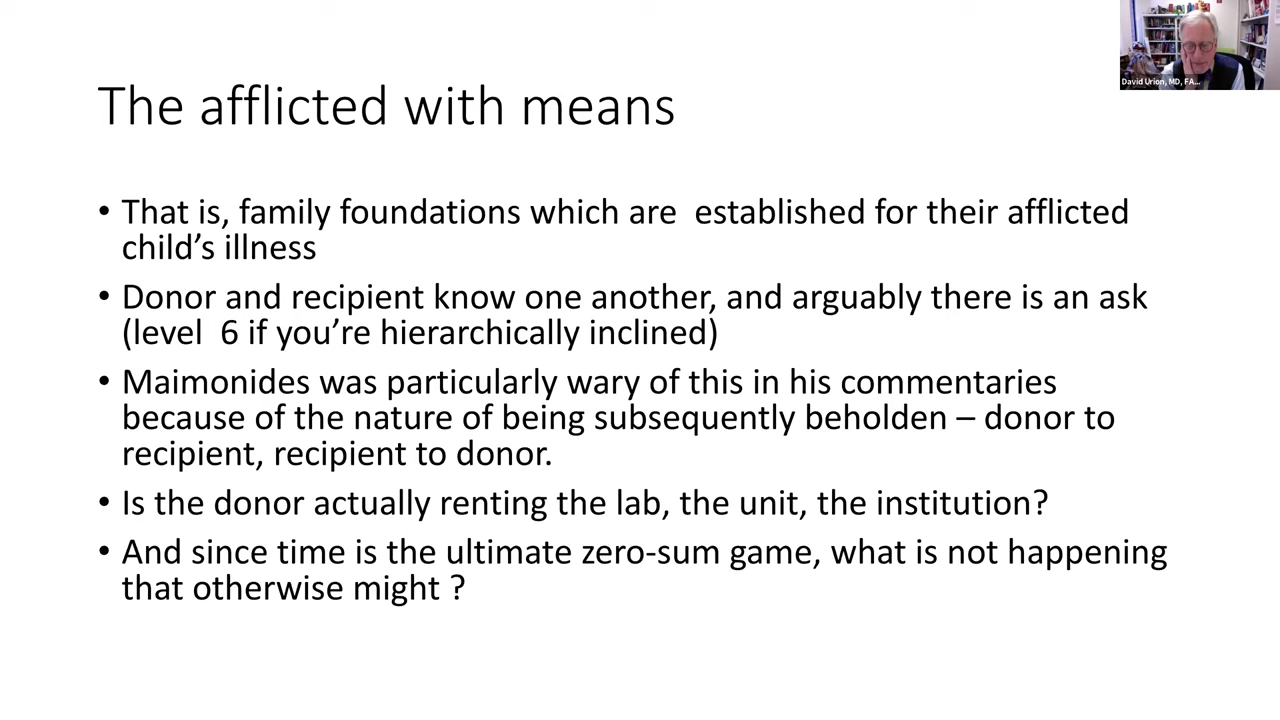 David Urion, MD, FA...
The afflicted with means
• That is, family foundations which are  established for their afflicted
child’s illness
• Donor and recipient know one another, and arguably there is an ask
(level  6 if you’re hierarchically inclined)
• Maimonides was particularly wary of this in his commentaries
because of the nature of being subsequently beholden – donor to
recipient, recipient to donor.
• Is the donor actually renting the lab, the unit, the institution?
• And since time is the ultimate zero-sum game, what is not happening
that otherwise might ?